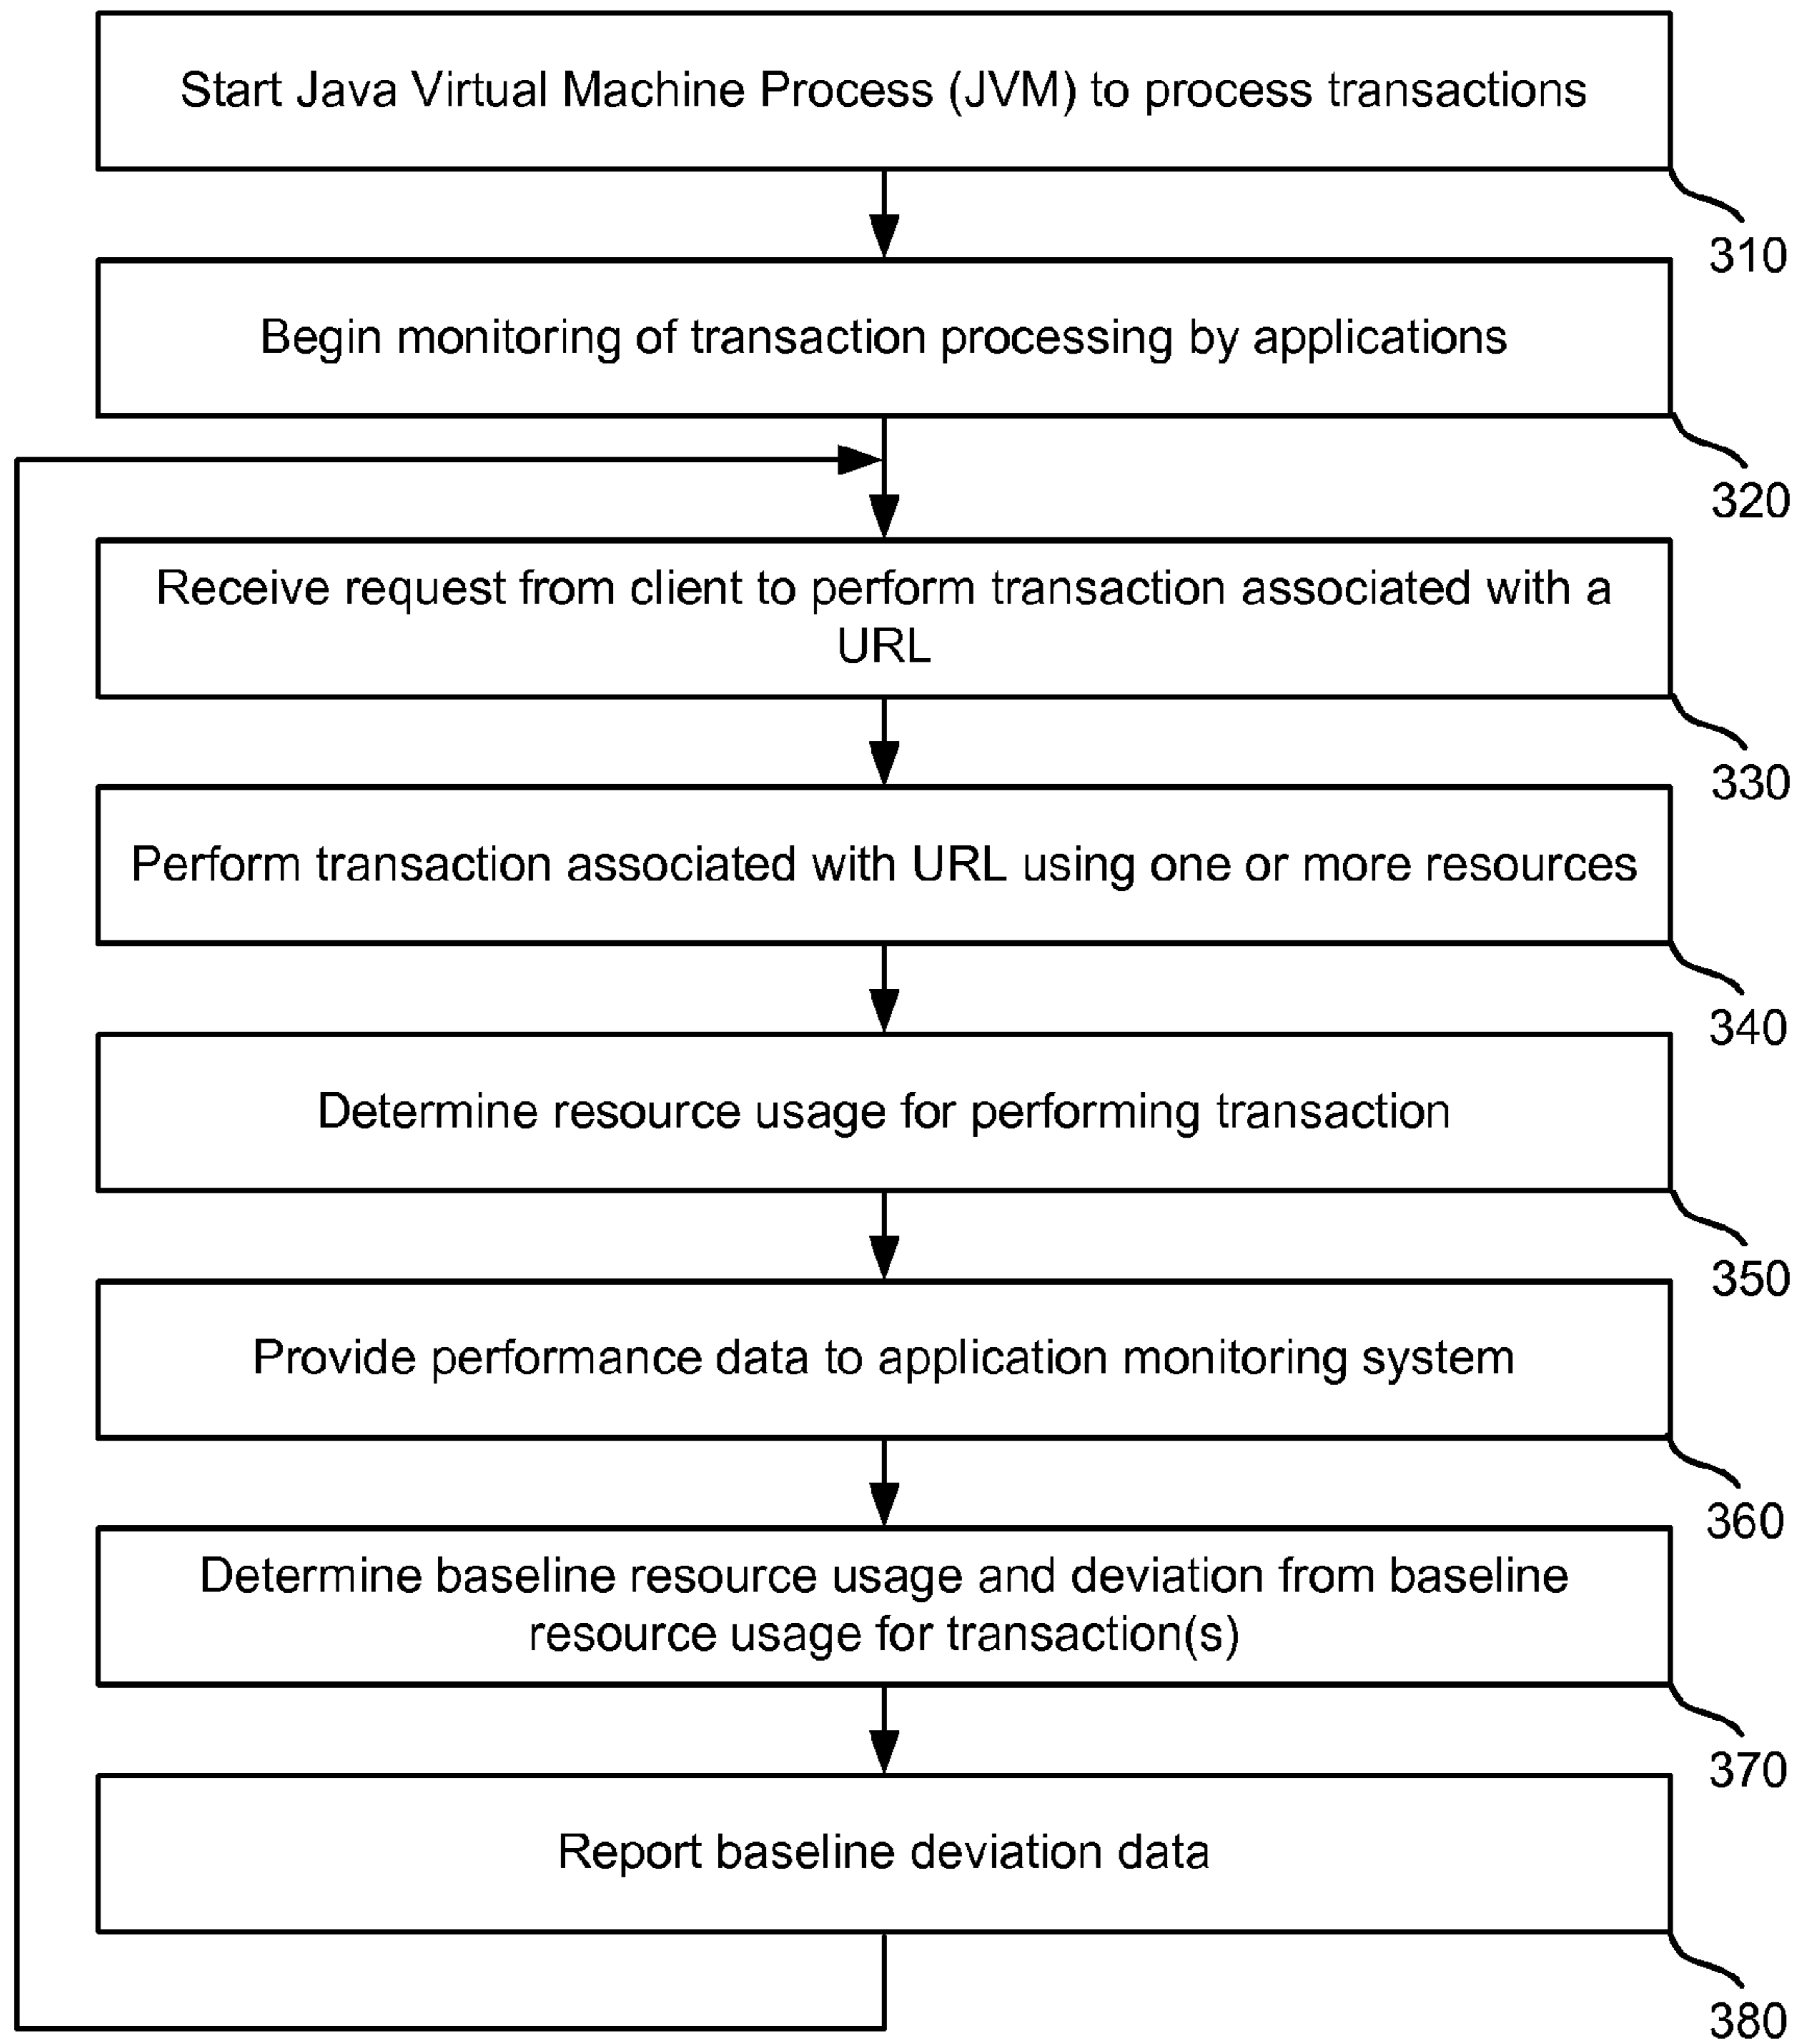 Start Java Virtual Machine Process (JVM) to process transactions
310
Begin monitoring of transaction processing by applications
320
Receive request from client to perform transaction associated with a
URL
330
Perform transaction associated with URL using one or more resources
340
Determine resource usage for performing transaction
350
Provide performance data to application monitoring system
360
Determine baseline resource usage and deviation from baseline
resource usage for transaction(s)
370
Report baseline deviation data
380